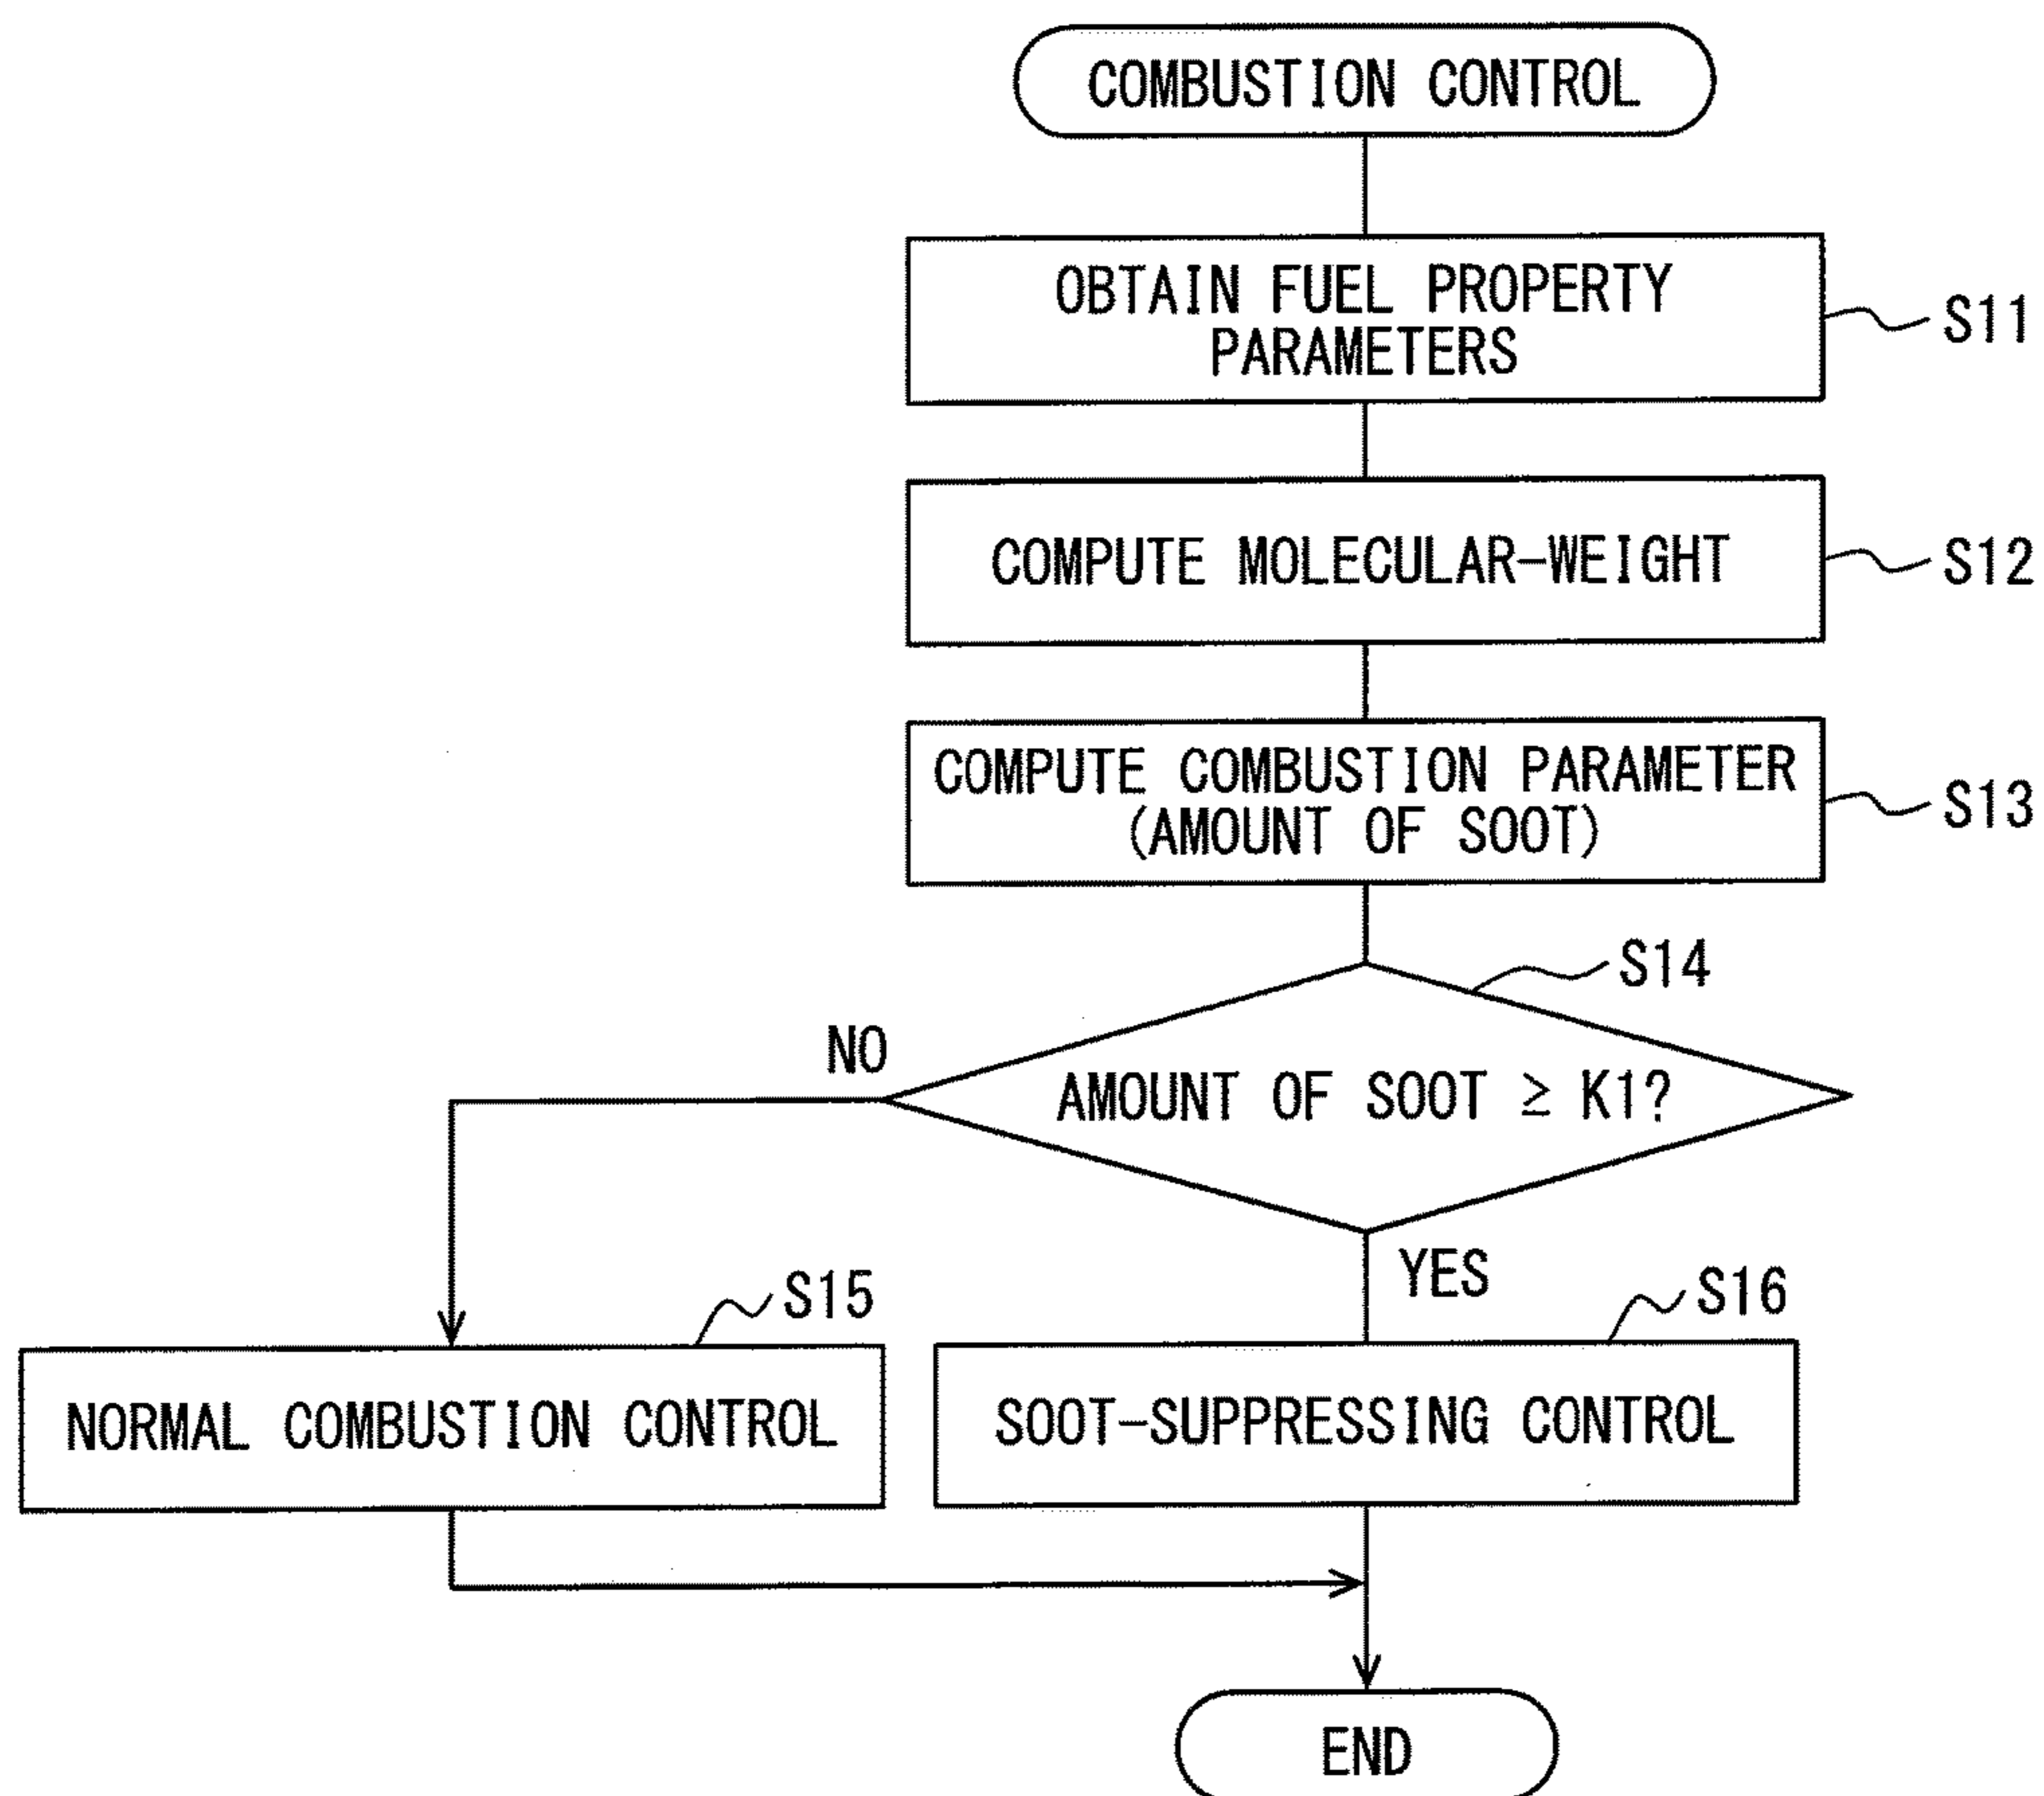 COMBUSTION CONTROL
OBTAIN FUEL PROPERTY
PARAMETERS
S11
COMPUTE MOLECULAR-WEIGHT
S12
COMPUTE COMBUSTION PARAMETER
(AMOUNT OF SOOT)
S13
S14
NO
AMOUNT OF SOOT ≥ K1?
YES
S15
S16
NORMAL COMBUSTION CONTROL
SOOT-SUPPRESSING CONTROL
END